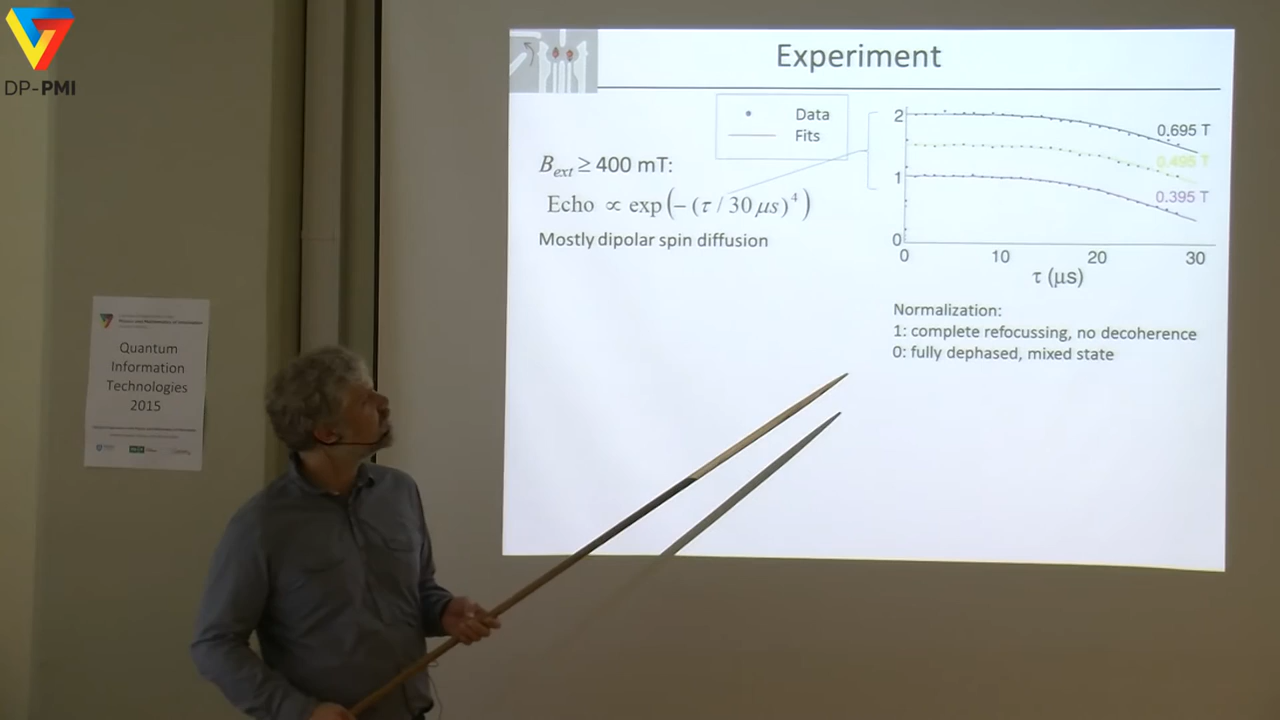 DP-PMI
Quantum
Information
Technologies
2015
Experiment
Data
Fits
B_ext ≥ 400 mT:
Echo ∝ exp(−(τ / 30 μs)⁴)
Mostly dipolar spin diffusion
2
1
0
0.695 T
0.495 T
0.395 T
0 10 20 30
τ (μs)
Normalization:
1: complete refocussing, no decoherence
0: fully dephased, mixed state